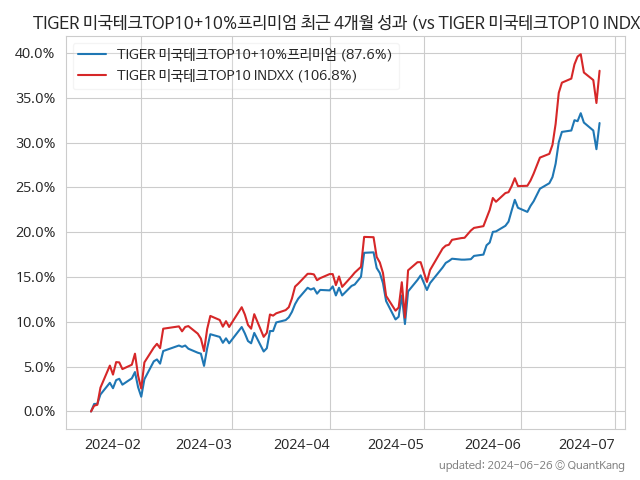 TIGER 미국테크TOP10+10%프리미엄 최근 4개월 성과 (vs TIGER 미국테크TOP10 INDX
TIGER 미국테크TOP10+10%프리미엄 (87.6%)
TIGER 미국테크TOP10 INDXX (106.8%)
40.0%
35.0%
30.0%
25.0%
20.0%
15.0%
10.0%
5.0%
0.0%
2024-02 2024-03 2024-04 2024-05 2024-06 2024-07
updated: 2024-06-26 © QuantKang